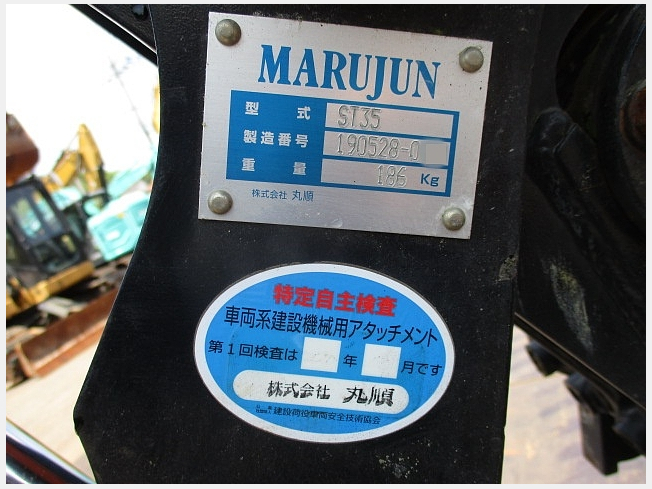 MARUJUN
型式 ST35
製造番号 190528-0
重量 186 Kg
株式会社 丸順
特定自主検査
車両系建設機械用アタッチメント
第1回検査は 年 月です
株式会社 丸順
建設荷役車両安全技術協会